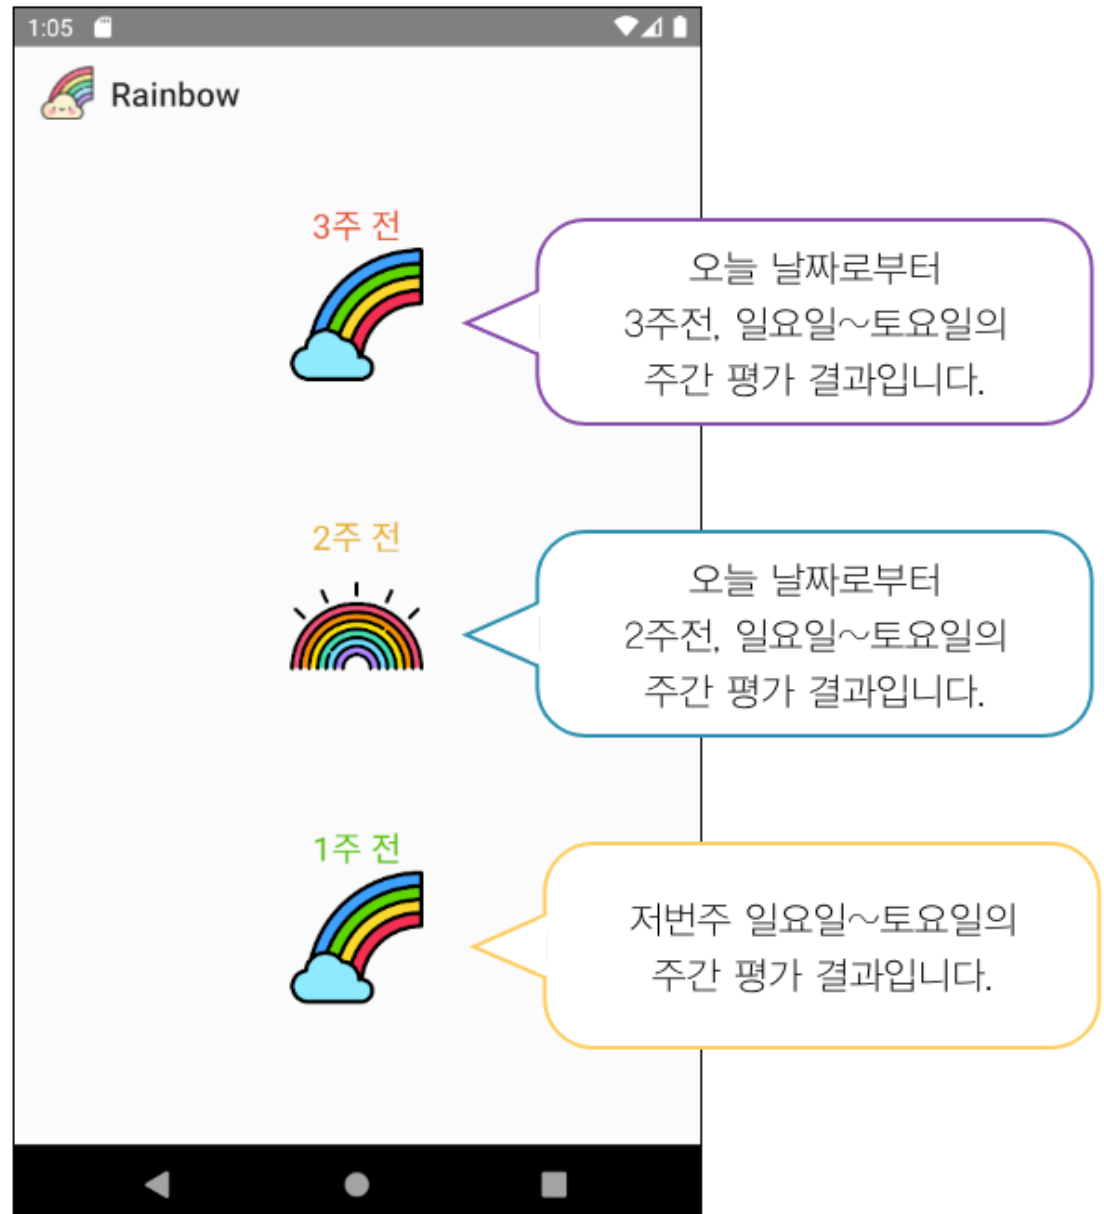 1:05
Rainbow
3주 전
오늘 날짜로부터
3주전, 일요일～토요일의
주간 평가 결과입니다.
2주 전
오늘 날짜로부터
2주전, 일요일～토요일의
주간 평가 결과입니다.
1주 전
저번주 일요일～토요일의
주간 평가 결과입니다.